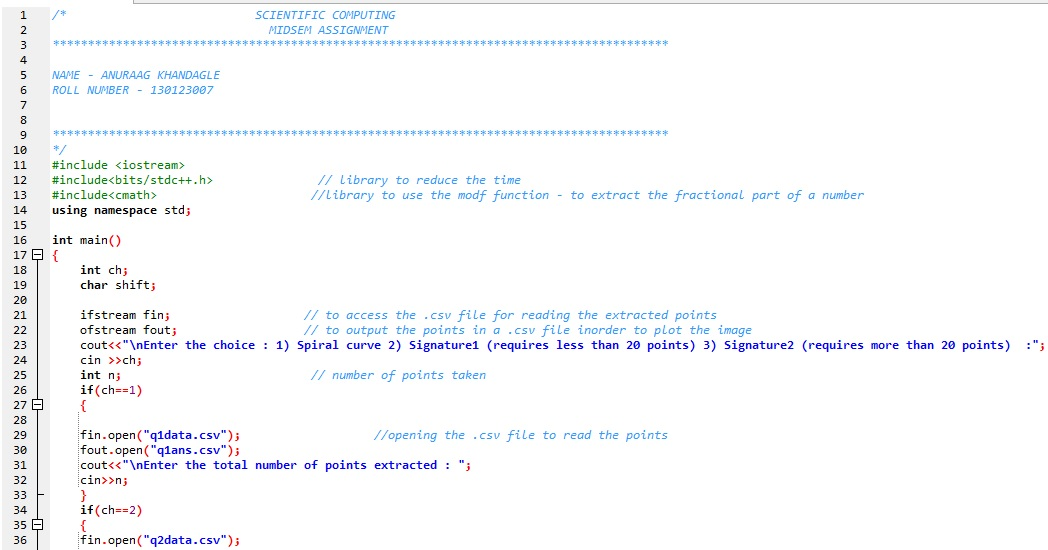 1 /* SCIENTIFIC COMPUTING
2 MIDSEM ASSIGNMENT
3 ****************************************************************************************
4
5 NAME - ANURAAG KHANDAGLE
6 ROLL NUMBER - 130123007
7
8
9 ****************************************************************************************
10 */
11 #include <iostream>
12 #include<bits/stdc++.h> // library to reduce the time
13 #include<cmath> //library to use the modf function - to extract the fractional part of a number
14 using namespace std;
15
16 int main()
17 {
18 int ch;
19 char shift;
20
21 ifstream fin; // to access the .csv file for reading the extracted points
22 ofstream fout; // to output the points in a .csv file inorder to plot the image
23 cout<<"\nEnter the choice : 1) Spiral curve 2) Signature1 (requires less than 20 points) 3) Signature2 (requires more than 20 points)  :";
24 cin >>ch;
25 int n; // number of points taken
26 if(ch==1)
27 {
28
29 fin.open("q1data.csv"); //opening the .csv file to read the points
30 fout.open("q1ans.csv");
31 cout<<"\nEnter the total number of points extracted : ";
32 cin>>n;
33 }
34 if(ch==2)
35 {
36 fin.open("q2data.csv");